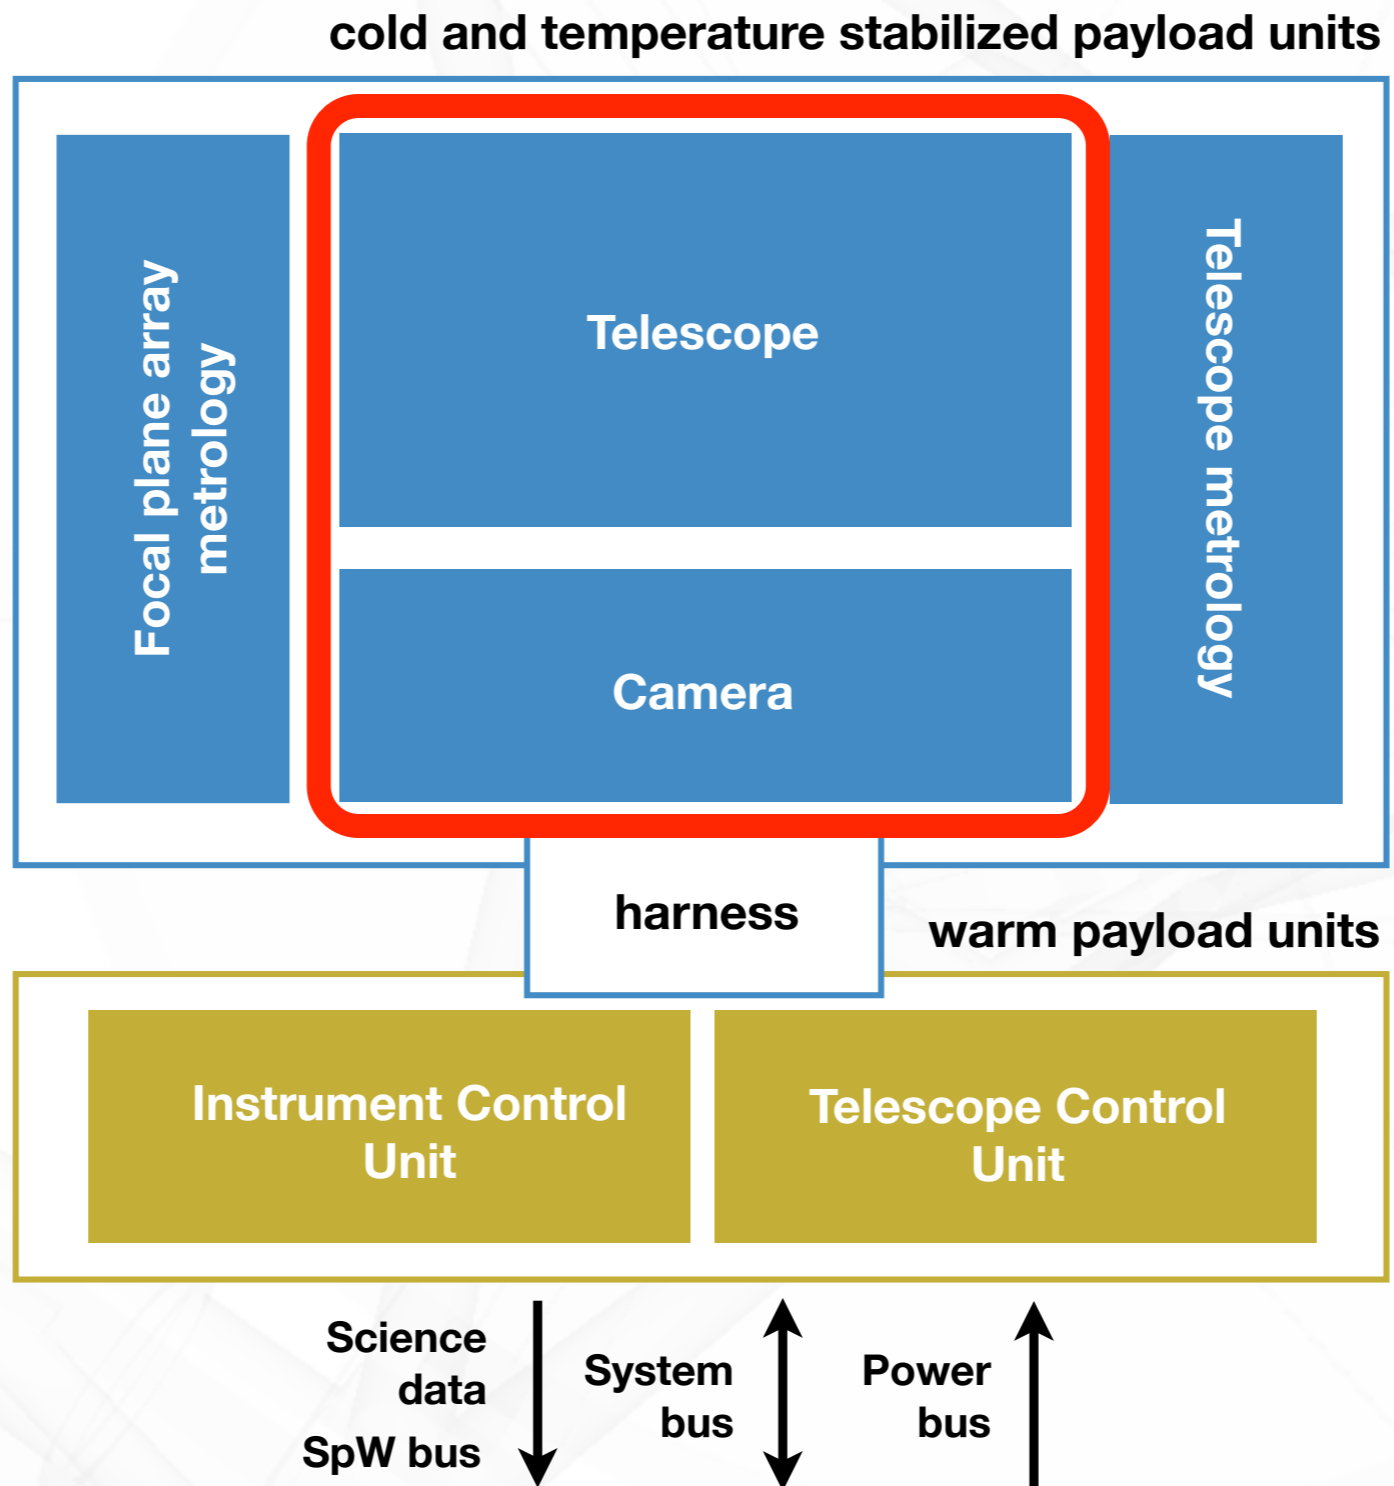 cold and temperature stabilized payload units
Focal plane array
metrology
Telescope
Camera
Telescope metrology
harness
warm payload units
Instrument Control
Unit
Telescope Control
Unit
Science
data
SpW bus
System
bus
Power
bus